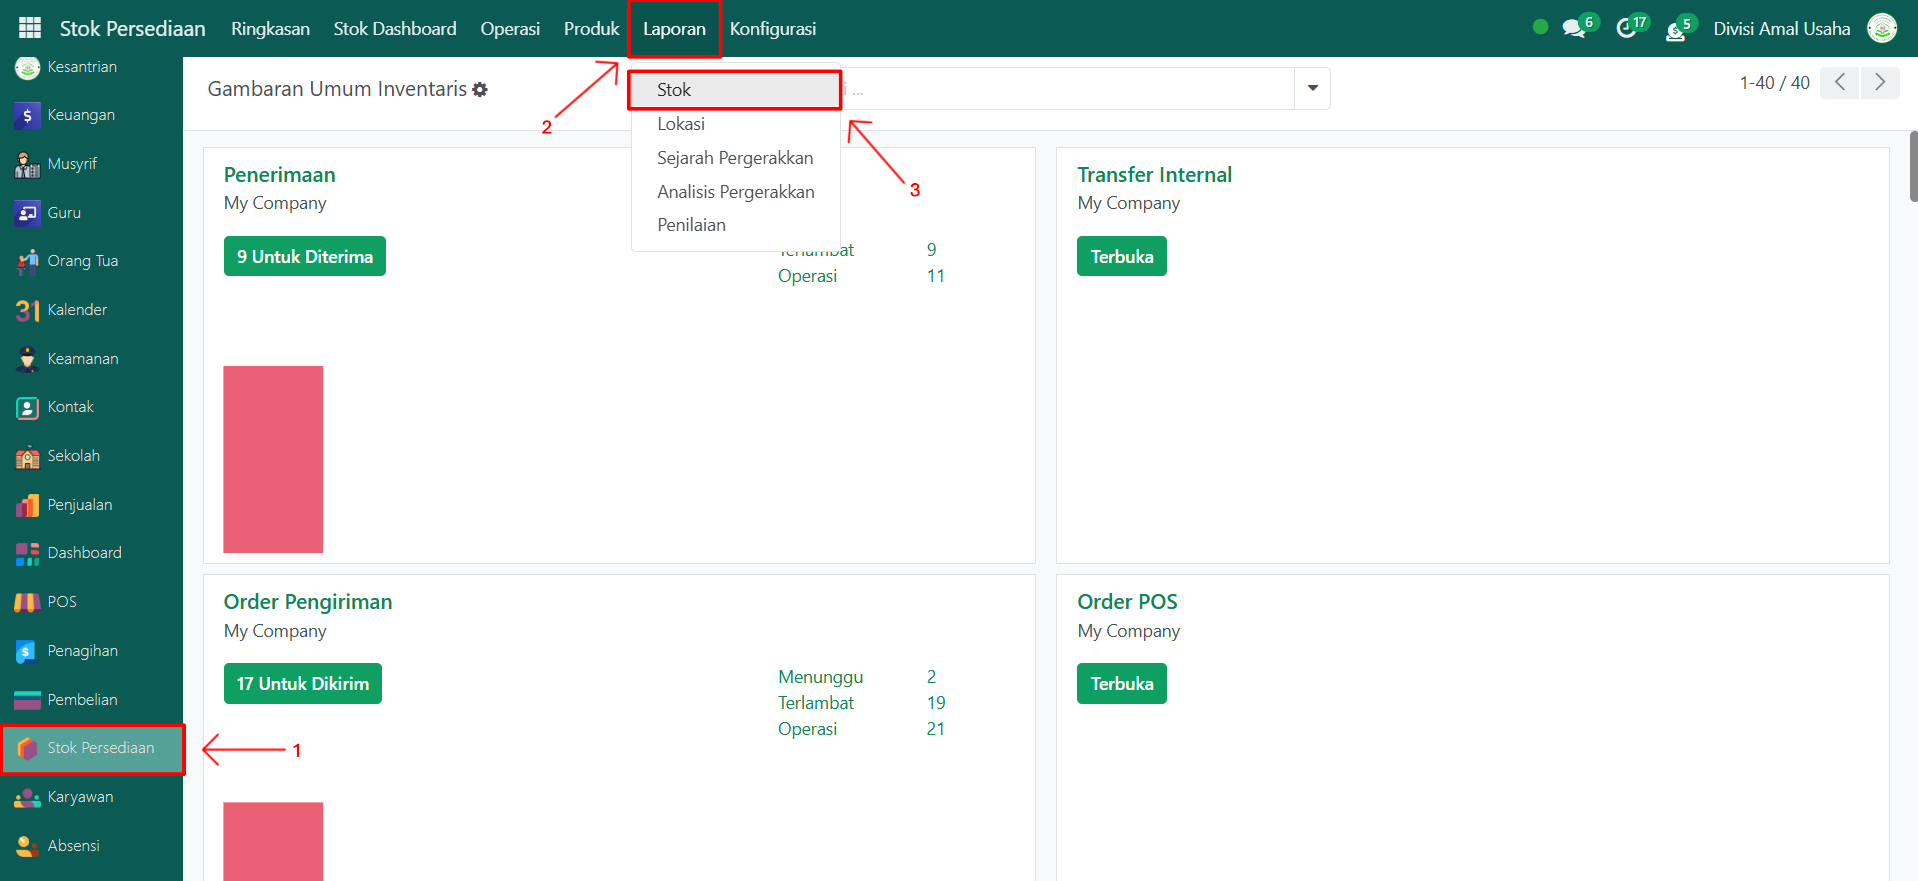 Stok Persediaan Ringkasan Stok Dashboard Operasi Produk Laporan Konfigurasi 6 17 5 Divisi Amal Usaha
Kesantrian
Keuangan
Musyrif
Guru
Orang Tua
31 Kalender
Keamanan
Kontak
Sekolah
Penjualan
Dashboard
POS
Penagihan
Pembelian
Stok Persediaan
Karyawan
Absensi
1
2
3
Gambaran Umum Inventaris
...
1-40 / 40
Stok
Lokasi
Sejarah Pergerakkan
Analisis Pergerakkan
Penilaian
Penerimaan
My Company
9 Untuk Diterima
Terlambat 9
Operasi 11
Transfer Internal
My Company
Terbuka
Order Pengiriman
My Company
17 Untuk Dikirim
Menunggu 2
Terlambat 19
Operasi 21
Order POS
My Company
Terbuka